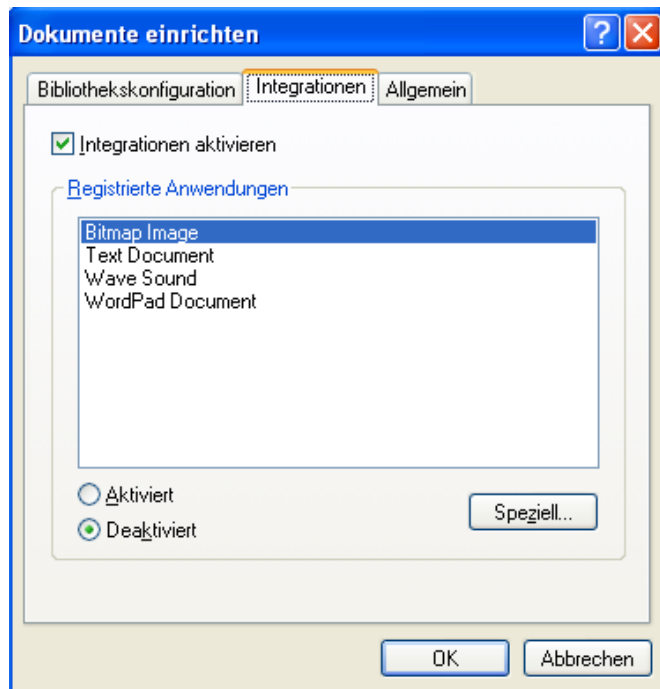 Dokumente einrichten
Bibliothekskonfiguration Integrationen Allgemein
Integrationen aktivieren
Registrierte Anwendungen
Bitmap Image
Text Document
Wave Sound
WordPad Document
Aktiviert
Speziell...
Deaktiviert
OK Abbrechen